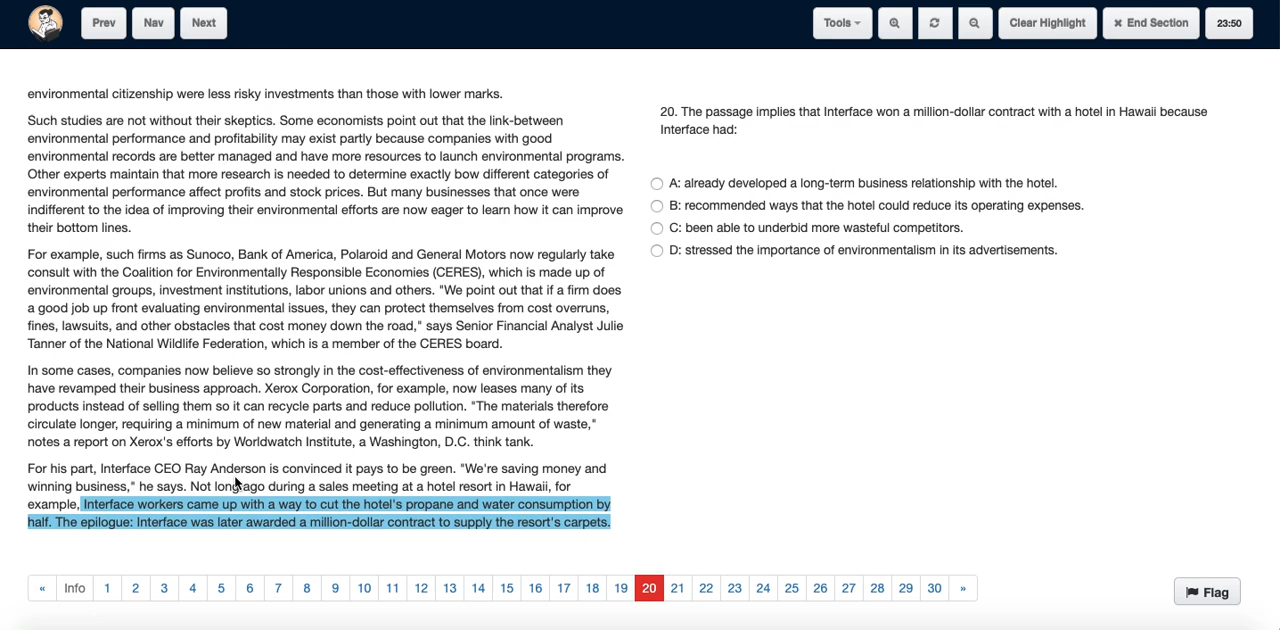 Prev Nav Next Tools Clear Highlight ✖ End Section 23:50
environmental citizenship were less risky investments than those with lower marks.
Such studies are not without their skeptics. Some economists point out that the link-between
environmental performance and profitability may exist partly because companies with good
environmental records are better managed and have more resources to launch environmental programs.
Other experts maintain that more research is needed to determine exactly bow different categories of
environmental performance affect profits and stock prices. But many businesses that once were
indifferent to the idea of improving their environmental efforts are now eager to learn how it can improve
their bottom lines.
For example, such firms as Sunoco, Bank of America, Polaroid and General Motors now regularly take
consult with the Coalition for Environmentally Responsible Economies (CERES), which is made up of
environmental groups, investment institutions, labor unions and others. "We point out that if a firm does
a good job up front evaluating environmental issues, they can protect themselves from cost overruns,
fines, lawsuits, and other obstacles that cost money down the road," says Senior Financial Analyst Julie
Tanner of the National Wildlife Federation, which is a member of the CERES board.
In some cases, companies now believe so strongly in the cost-effectiveness of environmentalism they
have revamped their business approach. Xerox Corporation, for example, now leases many of its
products instead of selling them so it can recycle parts and reduce pollution. "The materials therefore
circulate longer, requiring a minimum of new material and generating a minimum amount of waste,"
notes a report on Xerox's efforts by Worldwatch Institute, a Washington, D.C. think tank.
For his part, Interface CEO Ray Anderson is convinced it pays to be green. "We're saving money and
winning business," he says. Not long ago during a sales meeting at a hotel resort in Hawaii, for
example, Interface workers came up with a way to cut the hotel's propane and water consumption by
half. The epilogue: Interface was later awarded a million-dollar contract to supply the resort's carpets.
20. The passage implies that Interface won a million-dollar contract with a hotel in Hawaii because
Interface had:
A: already developed a long-term business relationship with the hotel.
B: recommended ways that the hotel could reduce its operating expenses.
C: been able to underbid more wasteful competitors.
D: stressed the importance of environmentalism in its advertisements.
« Info 1 2 3 4 5 6 7 8 9 10 11 12 13 14 15 16 17 18 19 20 21 22 23 24 25 26 27 28 29 30 »
Flag